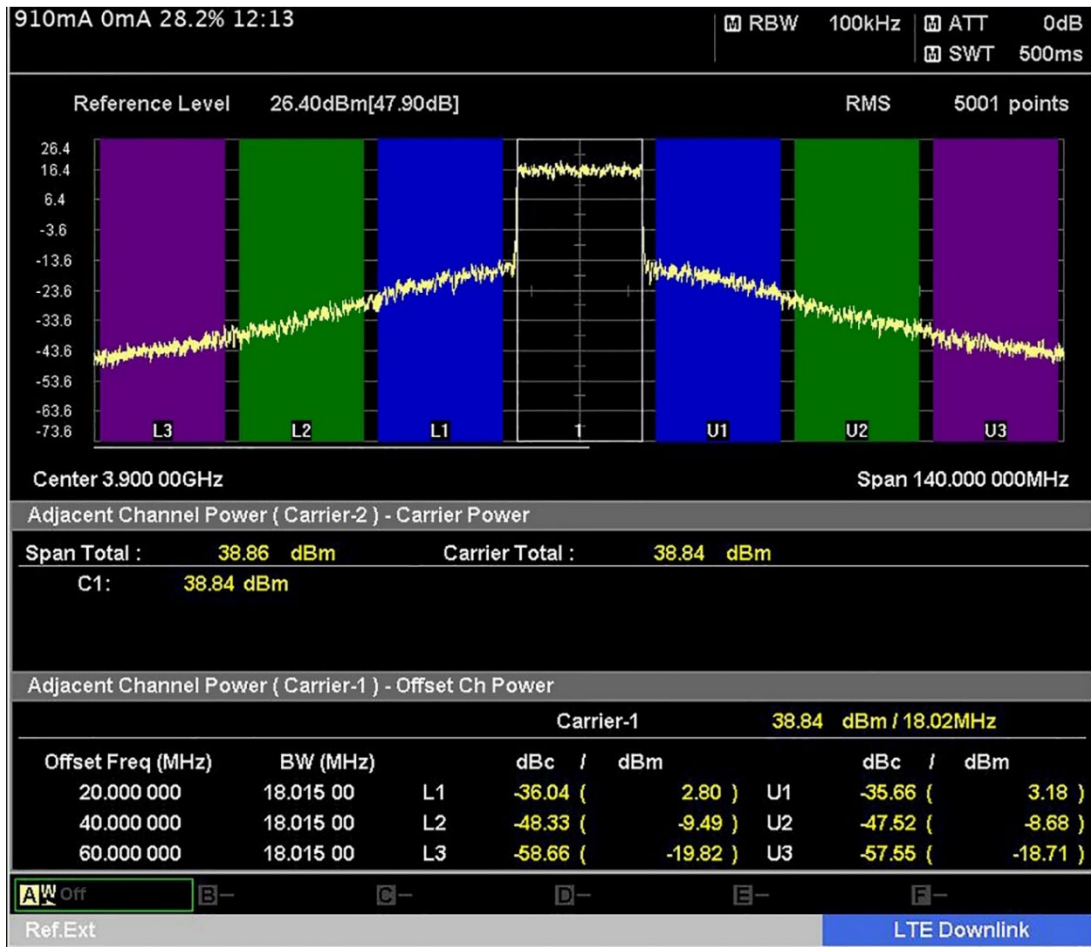 910mA 0mA 28.2% 12:13
M RBW 100kHz M ATT 0dB
M SWT 500ms
Reference Level 26.40dBm[47.90dB] RMS 5001 points
26.4
16.4
6.4
-3.6
-13.6
-23.6
-33.6
-43.6
-53.6
-63.6
-73.6
L3 L2 L1 1 U1 U2 U3
Center 3.900 00GHz Span 140.000 000MHz
Adjacent Channel Power ( Carrier-2 ) - Carrier Power
Span Total : 38.86 dBm Carrier Total : 38.84 dBm
C1: 38.84 dBm
Adjacent Channel Power ( Carrier-1 ) - Offset Ch Power
Carrier-1 38.84 dBm / 18.02MHz
Offset Freq (MHz) BW (MHz) dBc / dBm dBc / dBm
20.000 000 18.015 00 L1 -36.04 ( 2.80 ) U1 -35.66 ( 3.18 )
40.000 000 18.015 00 L2 -48.33 ( -9.49 ) U2 -47.52 ( -8.68 )
60.000 000 18.015 00 L3 -58.66 ( -19.82 ) U3 -57.55 ( -18.71 )
A W Off B- C- D- E- F-
Ref.Ext LTE Downlink